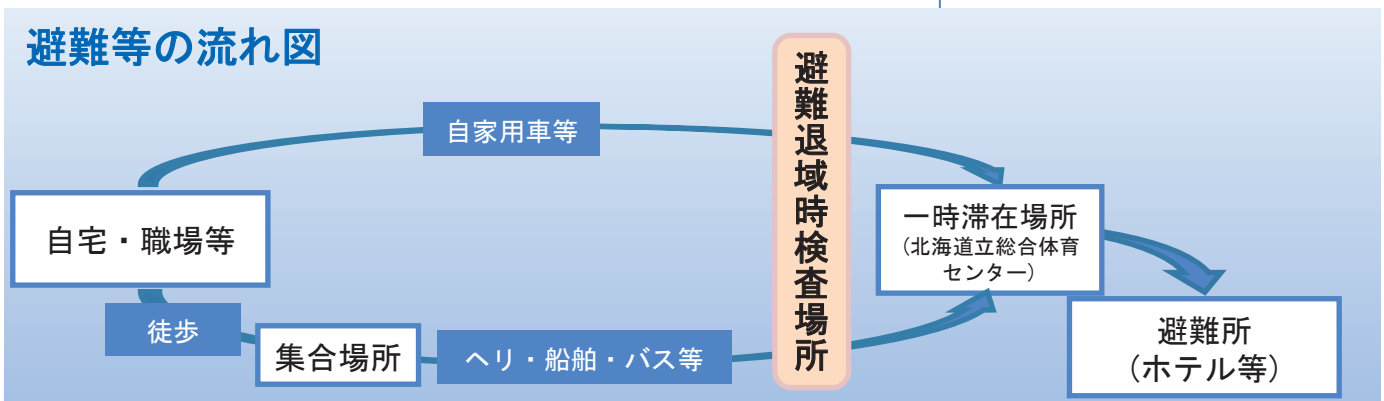 避難等の流れ図
自家用車等
自宅・職場等
徒歩
集合場所
ヘリ・船舶・バス等
避難退域時検査場所
一時滞在場所
（北海道立総合体育
センター）
避難所
（ホテル等）